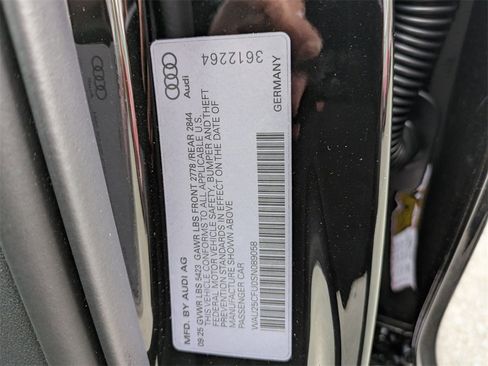 MFD. BY AUDI AG
09 25 GVWR LBS 5423 GAWR LBS FRONT 2778 /REAR 2844
THIS VEHICLE CONFORMS TO ALL APPLICABLE U.S.
FEDERAL MOTOR VEHICLE SAFETY, BUMPER AND THEFT
PREVENTION STANDARDS IN EFFECT ON THE DATE OF
MANUFACTURE SHOWN ABOVE
PASSENGER CAR
WAU25CFU0SN089058
GERMANY
Audi
3612264